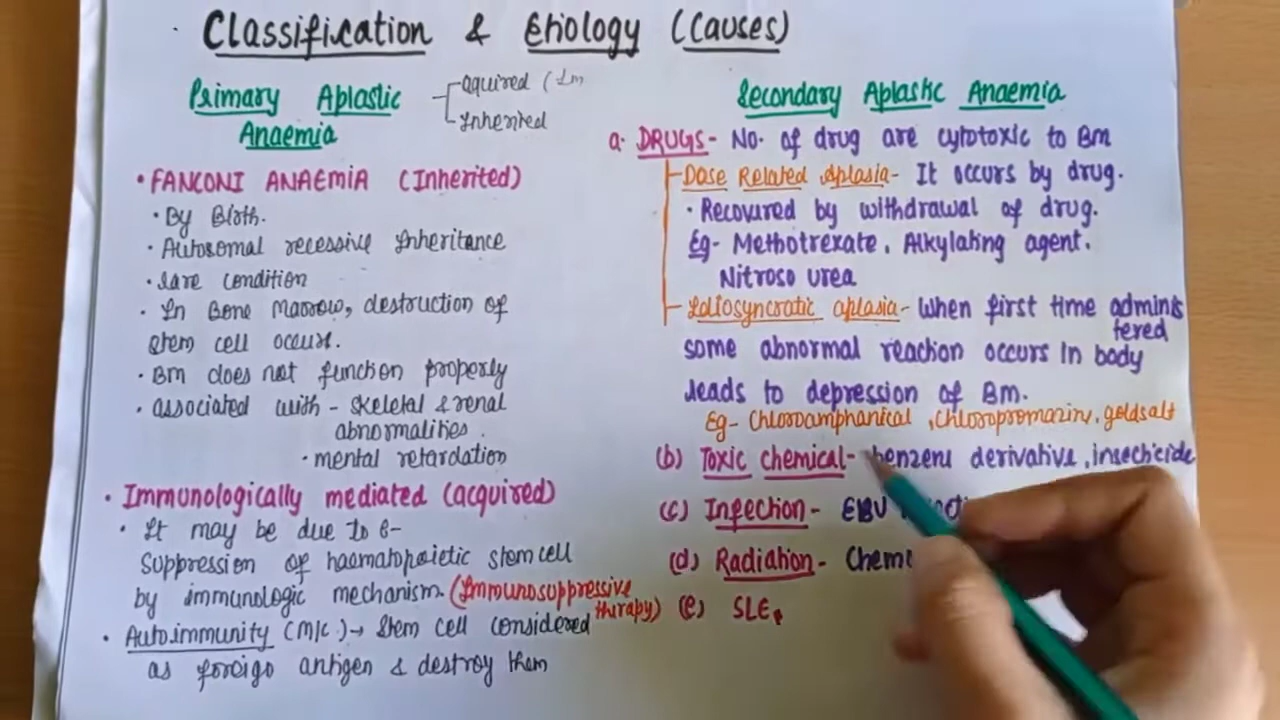 Classification & Etiology (Causes)
Primary Aplastic
Anaemia
aquired (Im
Inherited
• FANCONI ANAEMIA (Inherited)
• By Birth.
• Autosomal recessive Inheritance
• rare condition
• In Bone Marrow, destruction of
stem cell occurs.
• BM does not function properly
• associated with - skeletal & renal
abnormalities.
• mental retardation
• Immunologically mediated (acquired)
• It may be due to :-
Suppression of haematopoietic stem cell
by immunologic mechanism. (Immunosuppressive
therapy)
• Autoimmunity (M/c) → Stem cell considered
as foreign antigen & destroy them
Secondary Aplastic Anaemia
a. DRUGS - No. of drug are cytotoxic to BM
Dose Related Aplasia - It occurs by drug.
• Recovured by withdrawal of drug.
Eg - Methotrexate, Alkylating agent,
Nitroso urea
Idiosyncratic aplasia - When first time adminis
tered
some abnormal reaction occurs in body
leads to depression of BM.
Eg - Chloroamphanical, Chloropromazin, gold salt
(b) Toxic chemical - benzene derivative, insecticide
(c) Infection - EBV
(d) Radiation -
(e) SLE.